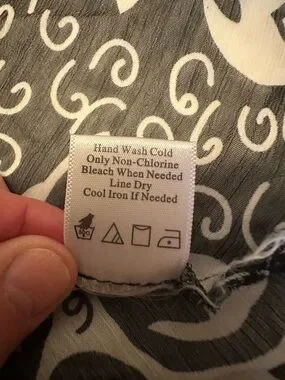 Hand Wash Cold
Only Non-Chlorine
Bleach When Needed
Line Dry
Cool Iron If Needed